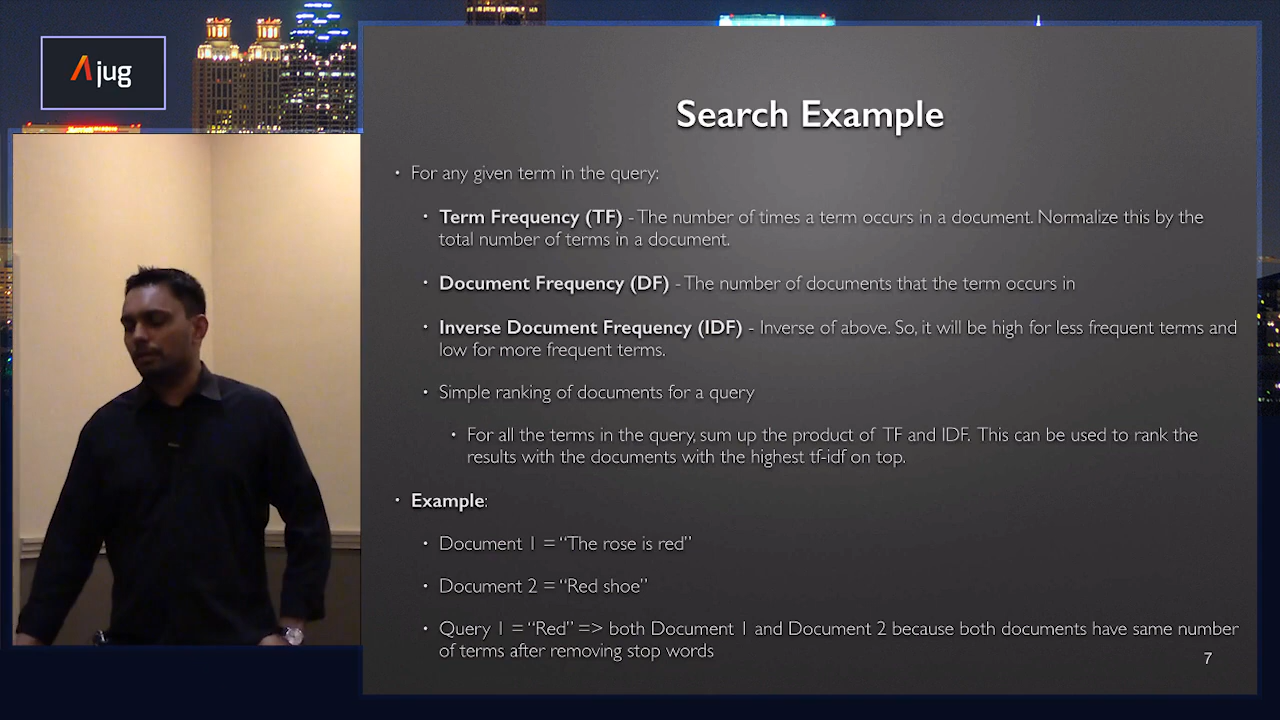 Ajug
Search Example
• For any given term in the query:
• Term Frequency (TF) - The number of times a term occurs in a document. Normalize this by the
total number of terms in a document.
• Document Frequency (DF) - The number of documents that the term occurs in
• Inverse Document Frequency (IDF) - Inverse of above. So, it will be high for less frequent terms and
low for more frequent terms.
• Simple ranking of documents for a query
• For all the terms in the query, sum up the product of TF and IDF. This can be used to rank the
results with the documents with the highest tf-idf on top.
• Example:
• Document 1 = “The rose is red”
• Document 2 = “Red shoe”
• Query 1 = “Red” => both Document 1 and Document 2 because both documents have same number
of terms after removing stop words
7